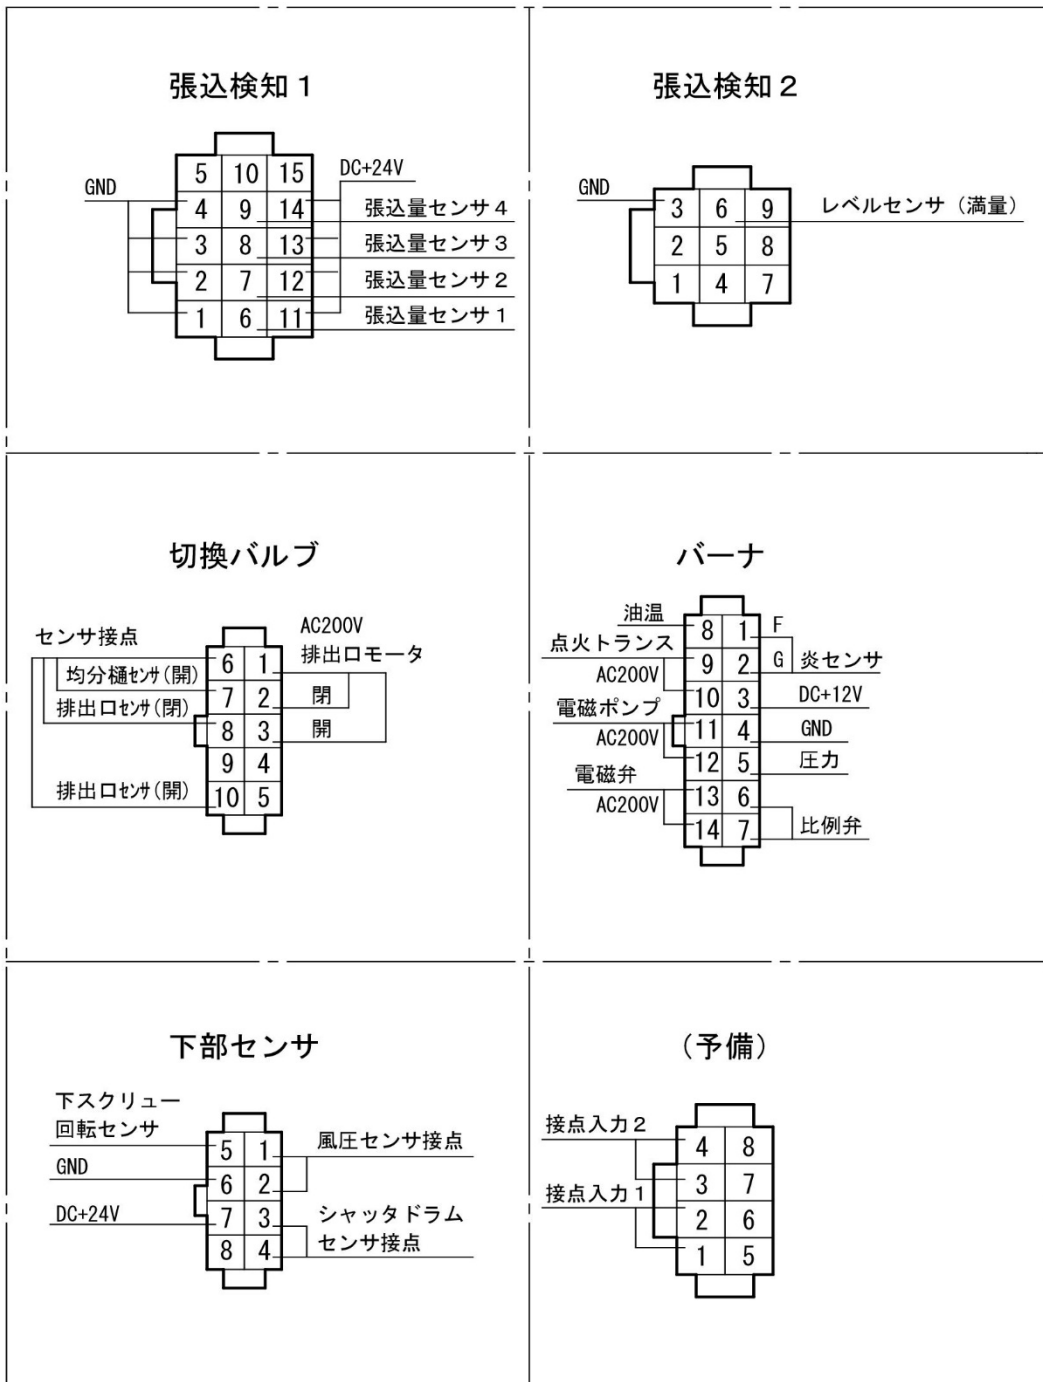 張込検知１
GND
DC+24V
5 10 15
4 9 14
張込量センサ４
3 8 13
張込量センサ３
2 7 12
張込量センサ２
1 6 11
張込量センサ１
張込検知２
GND
3 6 9
レベルセンサ（満量）
2 5 8
1 4 7
切換バルブ
センサ接点
AC200V
排出口モータ
均分樋ｾﾝｻ(開)
6 1
7 2
閉
排出口ｾﾝｻ(閉)
8 3
開
9 4
排出口ｾﾝｻ(開)
10 5
バーナ
油温
8 1
F
点火トランス
9 2
G
炎センサ
AC200V
10 3
DC+12V
電磁ポンプ
11 4
GND
AC200V
12 5
圧力
電磁弁
13 6
AC200V
14 7
比例弁
下部センサ
下スクリュー
回転センサ
5 1
風圧センサ接点
GND
6 2
DC+24V
7 3
シャッタドラム
センサ接点
8 4
（予備）
接点入力２
4 8
3 7
接点入力１
2 6
1 5